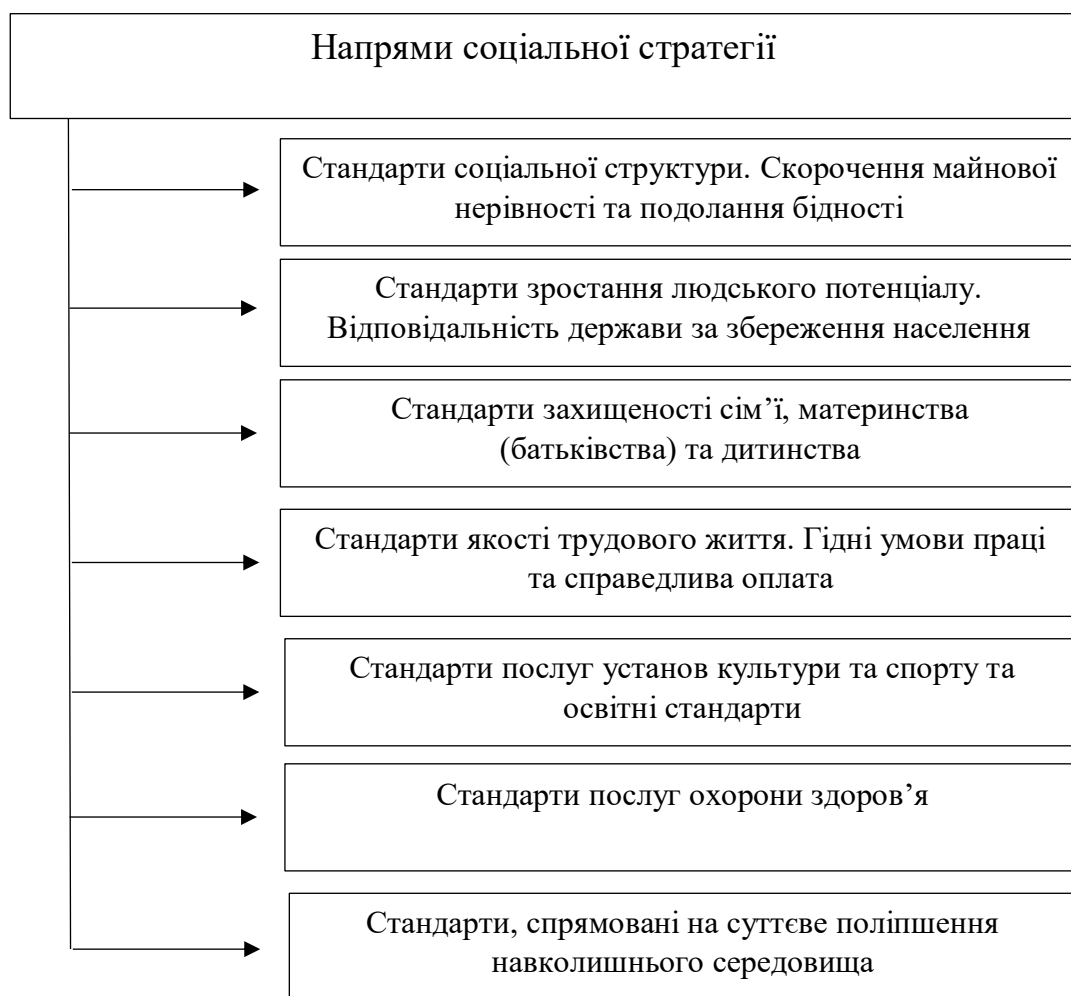 Напрями соціальної стратегії
Стандарти соціальної структури. Скорочення майнової
нерівності та подолання бідності
Стандарти зростання людського потенціалу.
Відповідальність держави за збереження населення
Стандарти захищеності сім’ї, материнства
(батьківства) та дитинства
Стандарти якості трудового життя. Гідні умови праці
та справедлива оплата
Стандарти послуг установ культури та спорту та
освітні стандарти
Стандарти послуг охорони здоров’я
Стандарти, спрямовані на суттєве поліпшення
навколишнього середовища